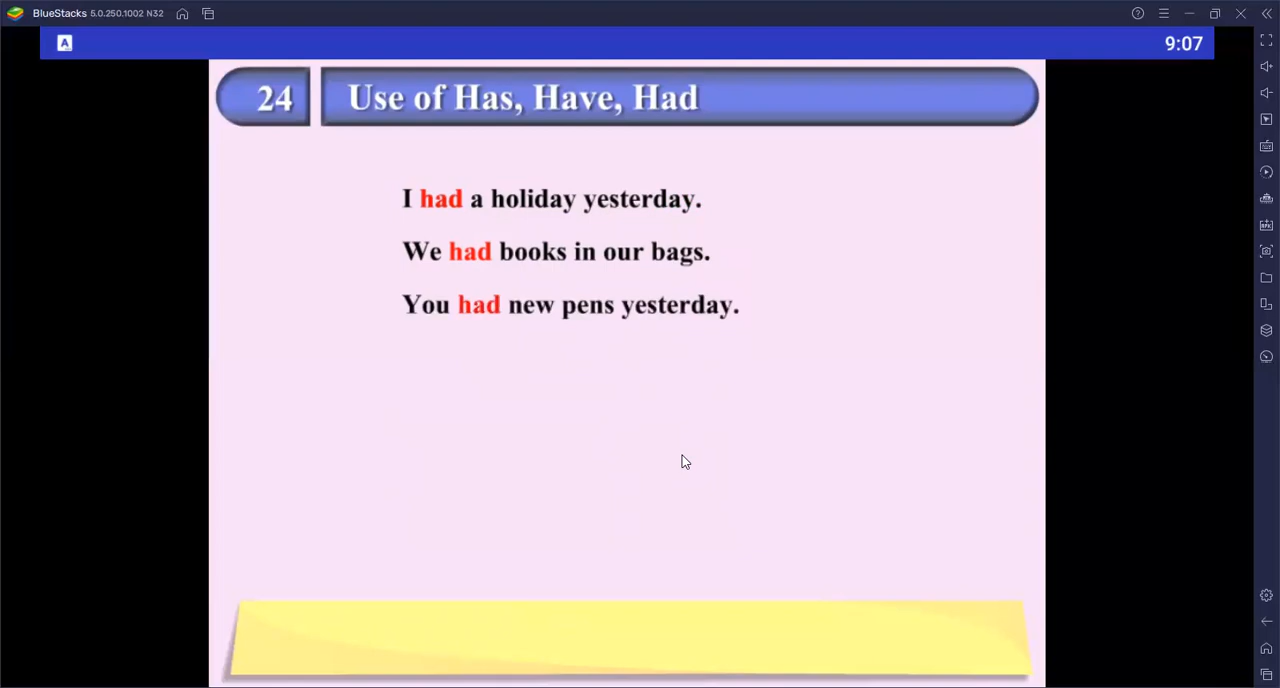 BlueStacks 5.0.250.1002 N32
A
9:07
24 Use of Has, Have, Had
I had a holiday yesterday.
We had books in our bags.
You had new pens yesterday.